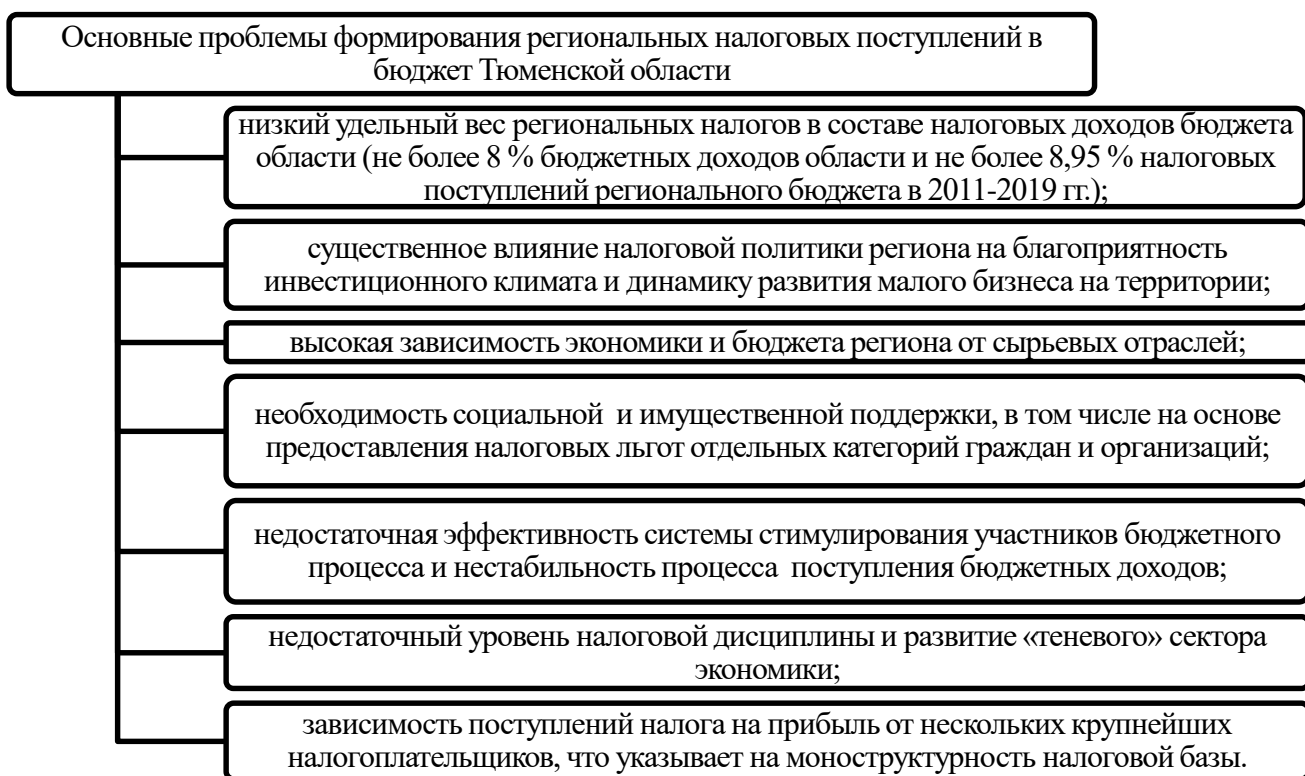 Основные проблемы формирования региональных налоговых поступлений в
бюджет Тюменской области
низкий удельный вес региональных налогов в составе налоговых доходов бюджета
области (не более 8 % бюджетных доходов области и не более 8,95 % налоговых
поступлений регионального бюджета в 2011-2019 гг.);
существенное влияние налоговой политики региона на благоприятность
инвестиционного климата и динамику развития малого бизнеса на территории;
высокая зависимость экономики и бюджета региона от сырьевых отраслей;
необходимость социальной и имущественной поддержки, в том числе на основе
предоставления налоговых льгот отдельных категорий граждан и организаций;
недостаточная эффективность системы стимулирования участников бюджетного
процесса и нестабильность процесса поступления бюджетных доходов;
недостаточный уровень налоговой дисциплины и развитие «теневого» сектора
экономики;
зависимость поступлений налога на прибыль от нескольких крупнейших
налогоплательщиков, что указывает на моноструктурность налоговой базы.